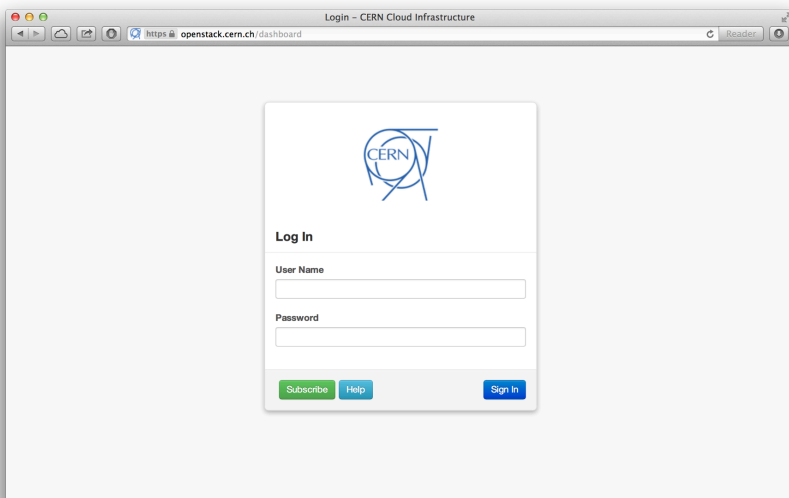 Login – CERN Cloud Infrastructure
https openstack.cern.ch/dashboard
Reader
CERN
Log In
User Name
Password
Subscribe
Help
Sign In